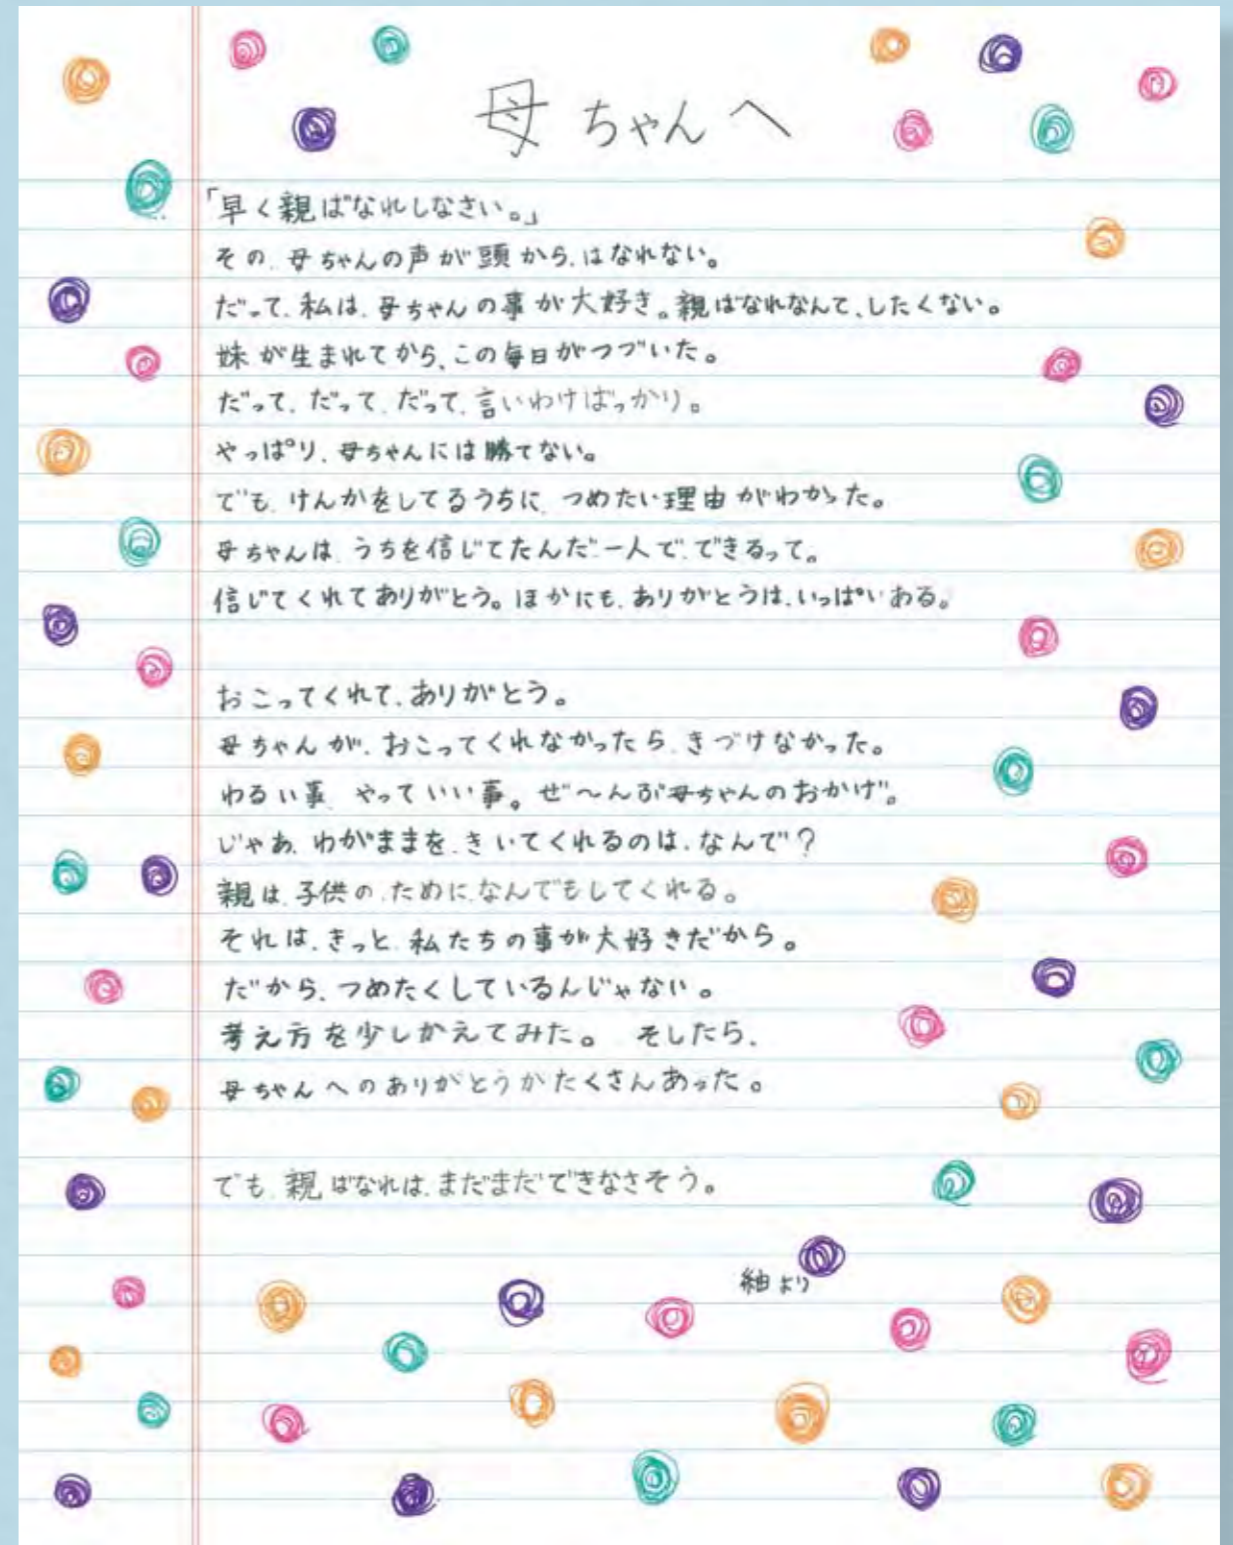 母ちゃんへ
「早く親ばなれしなさい。」
その、母ちゃんの声が頭から、はなれない。
だって、私は、母ちゃんの事が大好き。親ばなれなんて、したくない。
妹が生まれてから、この毎日がつづいた。
だって、だって、だって、言いわけばっかり。
やっぱり、母ちゃんには勝てない。
でも、けんかをしてるうちに、つめたい理由がわかった。
母ちゃんは、うちを信じてたんだ。一人で、できるって。
信じてくれてありがとう。ほかにも、ありがとうは、いっぱいある。
おこってくれて、ありがとう。
母ちゃんが、おこってくれなかったら、きづけなかった。
わるい事、やっていい事。ぜ〜んぶ母ちゃんのおかげ。
じゃあ、わがままを、きいてくれるのは、なんで?
親は、子供の、ために、なんでもしてくれる。
それは、きっと、私たちの事が大好きだから。
だから、つめたくしているんじゃない。
考え方を少しかえてみた。 そしたら、
母ちゃんへのありがとうがたくさんあった。
でも、親ばなれは、まだまだできなさそう。
紬より